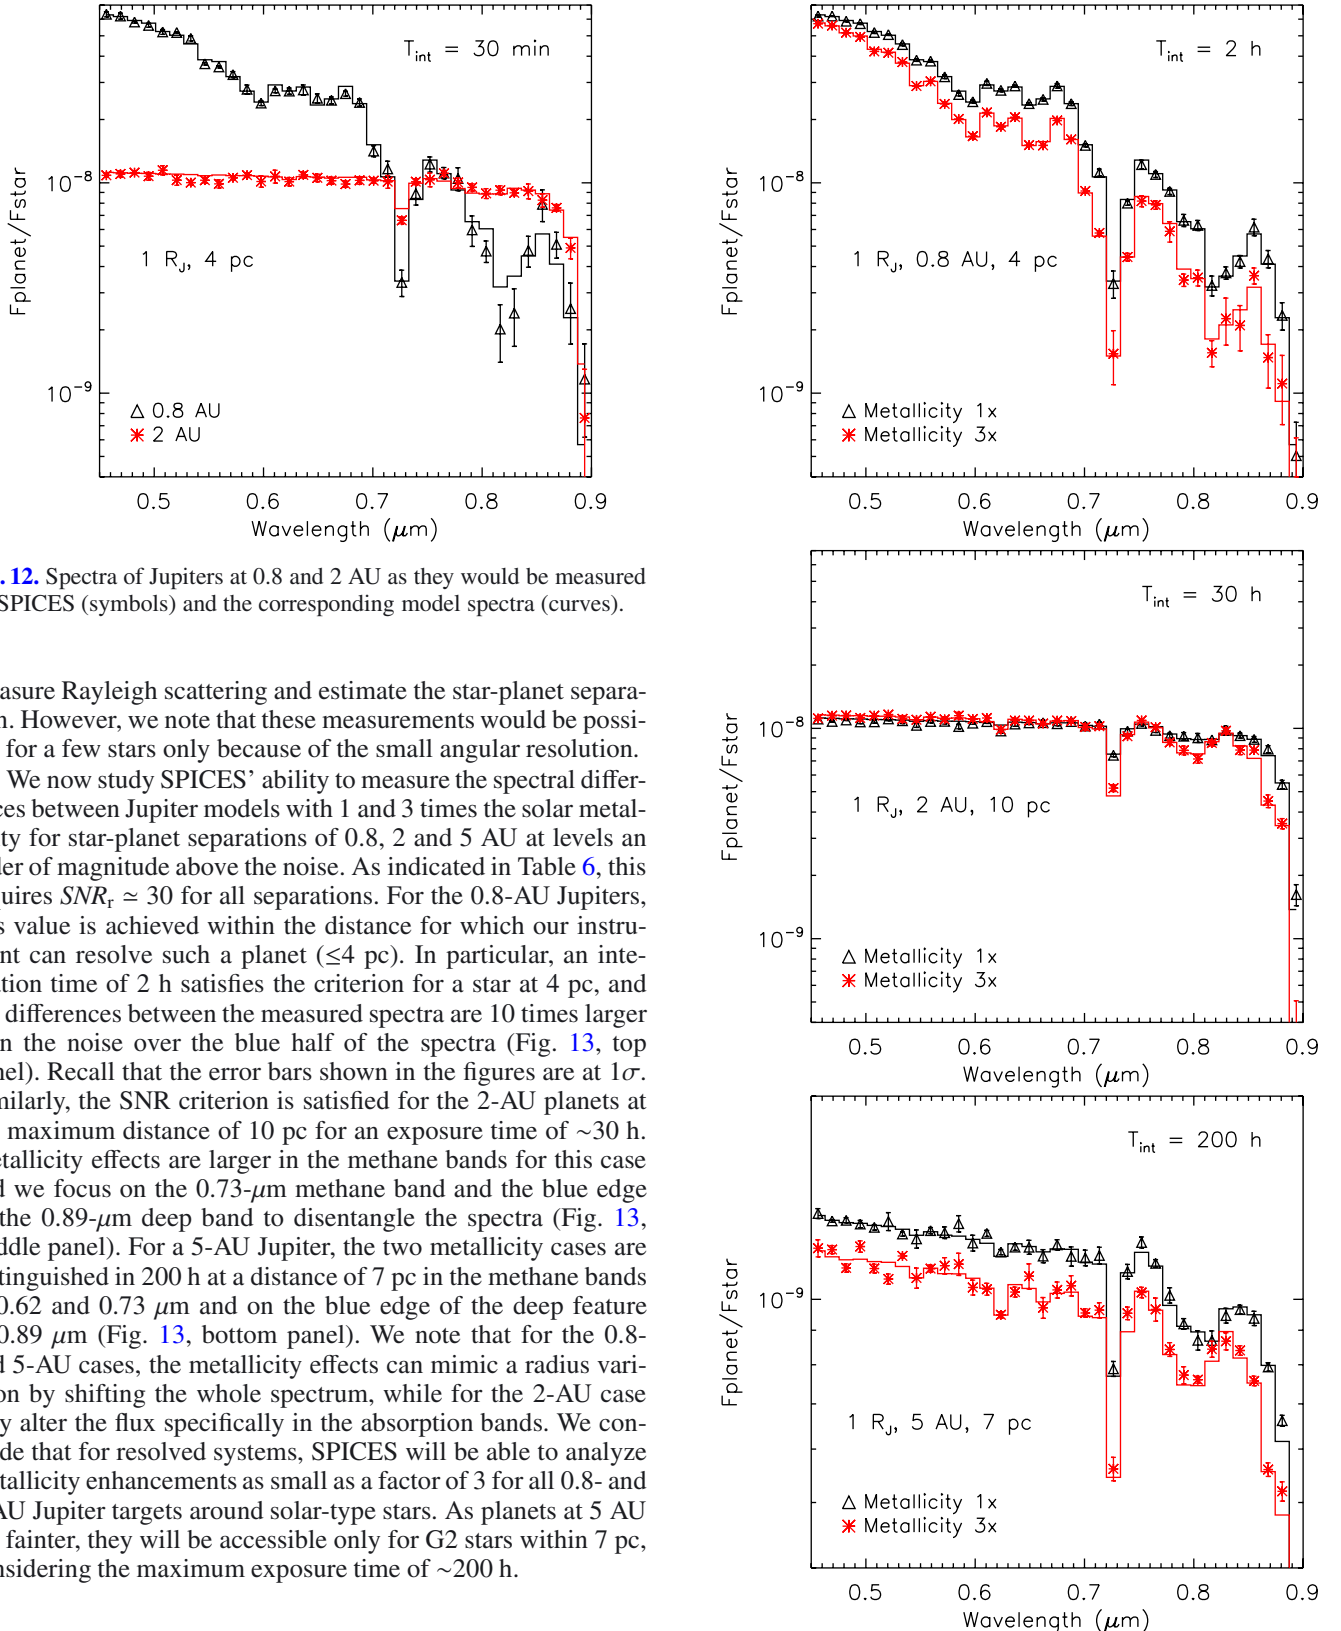 T_int = 30 min
Fplanet/Fstar
10^-8
10^-9
1 R_J, 4 pc
△ 0.8 AU
✳ 2 AU
0.5 0.6 0.7 0.8 0.9
Wavelength (μm)
. 12. Spectra of Jupiters at 0.8 and 2 AU as they would be measured
SPICES (symbols) and the corresponding model spectra (curves).
asure Rayleigh scattering and estimate the star-planet separa-
n. However, we note that these measurements would be possi-
for a few stars only because of the small angular resolution.
We now study SPICES' ability to measure the spectral differ-
ces between Jupiter models with 1 and 3 times the solar metal-
ty for star-planet separations of 0.8, 2 and 5 AU at levels an
der of magnitude above the noise. As indicated in Table 6, this
quires SNR_r ≃ 30 for all separations. For the 0.8-AU Jupiters,
s value is achieved within the distance for which our instru-
nt can resolve such a planet (≤4 pc). In particular, an inte-
ation time of 2 h satisfies the criterion for a star at 4 pc, and
differences between the measured spectra are 10 times larger
n the noise over the blue half of the spectra (Fig. 13, top
nel). Recall that the error bars shown in the figures are at 1σ.
milarly, the SNR criterion is satisfied for the 2-AU planets at
maximum distance of 10 pc for an exposure time of ~30 h.
etallicity effects are larger in the methane bands for this case
d we focus on the 0.73-μm methane band and the blue edge
the 0.89-μm deep band to disentangle the spectra (Fig. 13,
ddle panel). For a 5-AU Jupiter, the two metallicity cases are
tinguished in 200 h at a distance of 7 pc in the methane bands
0.62 and 0.73 μm and on the blue edge of the deep feature
0.89 μm (Fig. 13, bottom panel). We note that for the 0.8-
d 5-AU cases, the metallicity effects can mimic a radius vari-
on by shifting the whole spectrum, while for the 2-AU case
y alter the flux specifically in the absorption bands. We con-
de that for resolved systems, SPICES will be able to analyze
etallicity enhancements as small as a factor of 3 for all 0.8- and
AU Jupiter targets around solar-type stars. As planets at 5 AU
fainter, they will be accessible only for G2 stars within 7 pc,
nsidering the maximum exposure time of ~200 h.
T_int = 2 h
Fplanet/Fstar
10^-8
10^-9
1 R_J, 0.8 AU, 4 pc
△ Metallicity 1x
✳ Metallicity 3x
0.5 0.6 0.7 0.8 0.9
Wavelength (μm)
T_int = 30 h
Fplanet/Fstar
10^-8
10^-9
1 R_J, 2 AU, 10 pc
△ Metallicity 1x
✳ Metallicity 3x
0.5 0.6 0.7 0.8 0.9
Wavelength (μm)
T_int = 200 h
Fplanet/Fstar
10^-9
1 R_J, 5 AU, 7 pc
△ Metallicity 1x
✳ Metallicity 3x
0.5 0.6 0.7 0.8 0.9
Wavelength (μm)